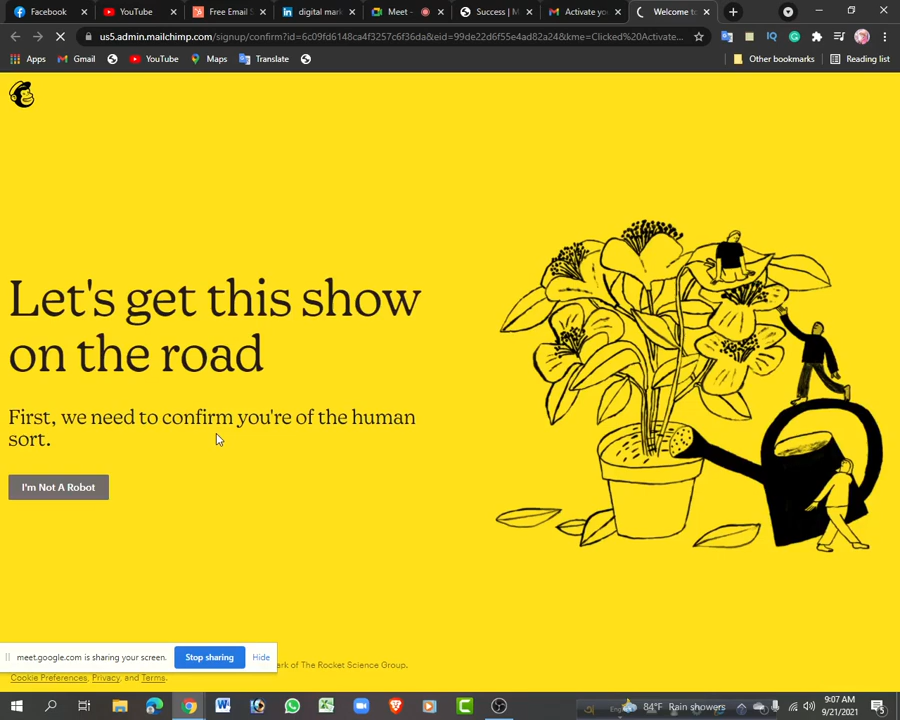 Facebook
YouTube
Free Email S
digital mark
Meet –
Success | M
Activate you
Welcome to
us5.admin.mailchimp.com/signup/confirm?id=6c09fd6148ca4f3257c6f36da&eid=99de22d6f55e4ad82a24&kme=Clicked%20Activate...
Apps
Gmail
YouTube
Maps
Translate
Other bookmarks
Reading list
Let's get this show
on the road
First, we need to confirm you're of the human
sort.
I'm Not A Robot
meet.google.com is sharing your screen.
Stop sharing
Hide
rk of The Rocket Science Group.
Cookie Preferences, Privacy, and Terms.
84°F Rain showers
9:07 AM
9/21/2021
5